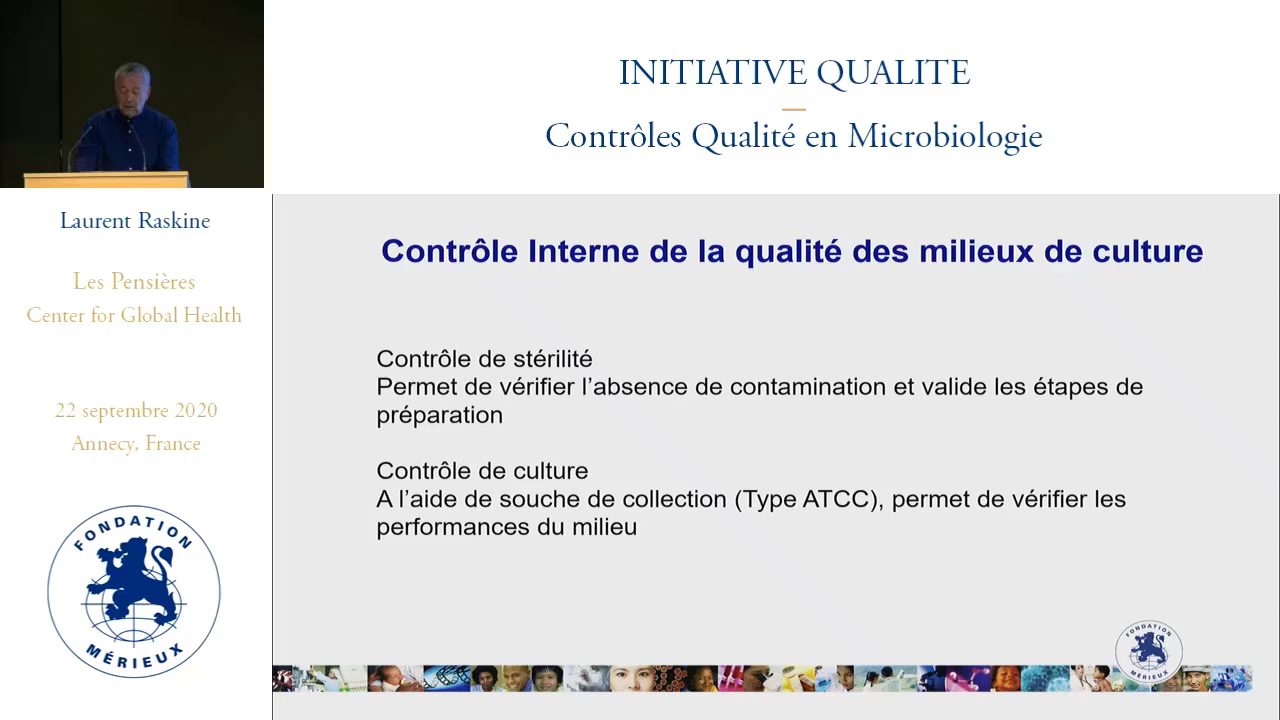 INITIATIVE QUALITE
Contrôles Qualité en Microbiologie
Laurent Raskine
Les Pensières
Center for Global Health
22 septembre 2020
Annecy, France
FONDATION
MÉRIEUX
Contrôle Interne de la qualité des milieux de culture
Contrôle de stérilité
Permet de vérifier l’absence de contamination et valide les étapes de
préparation
Contrôle de culture
A l’aide de souche de collection (Type ATCC), permet de vérifier les
performances du milieu
FONDATION
MÉRIEUX